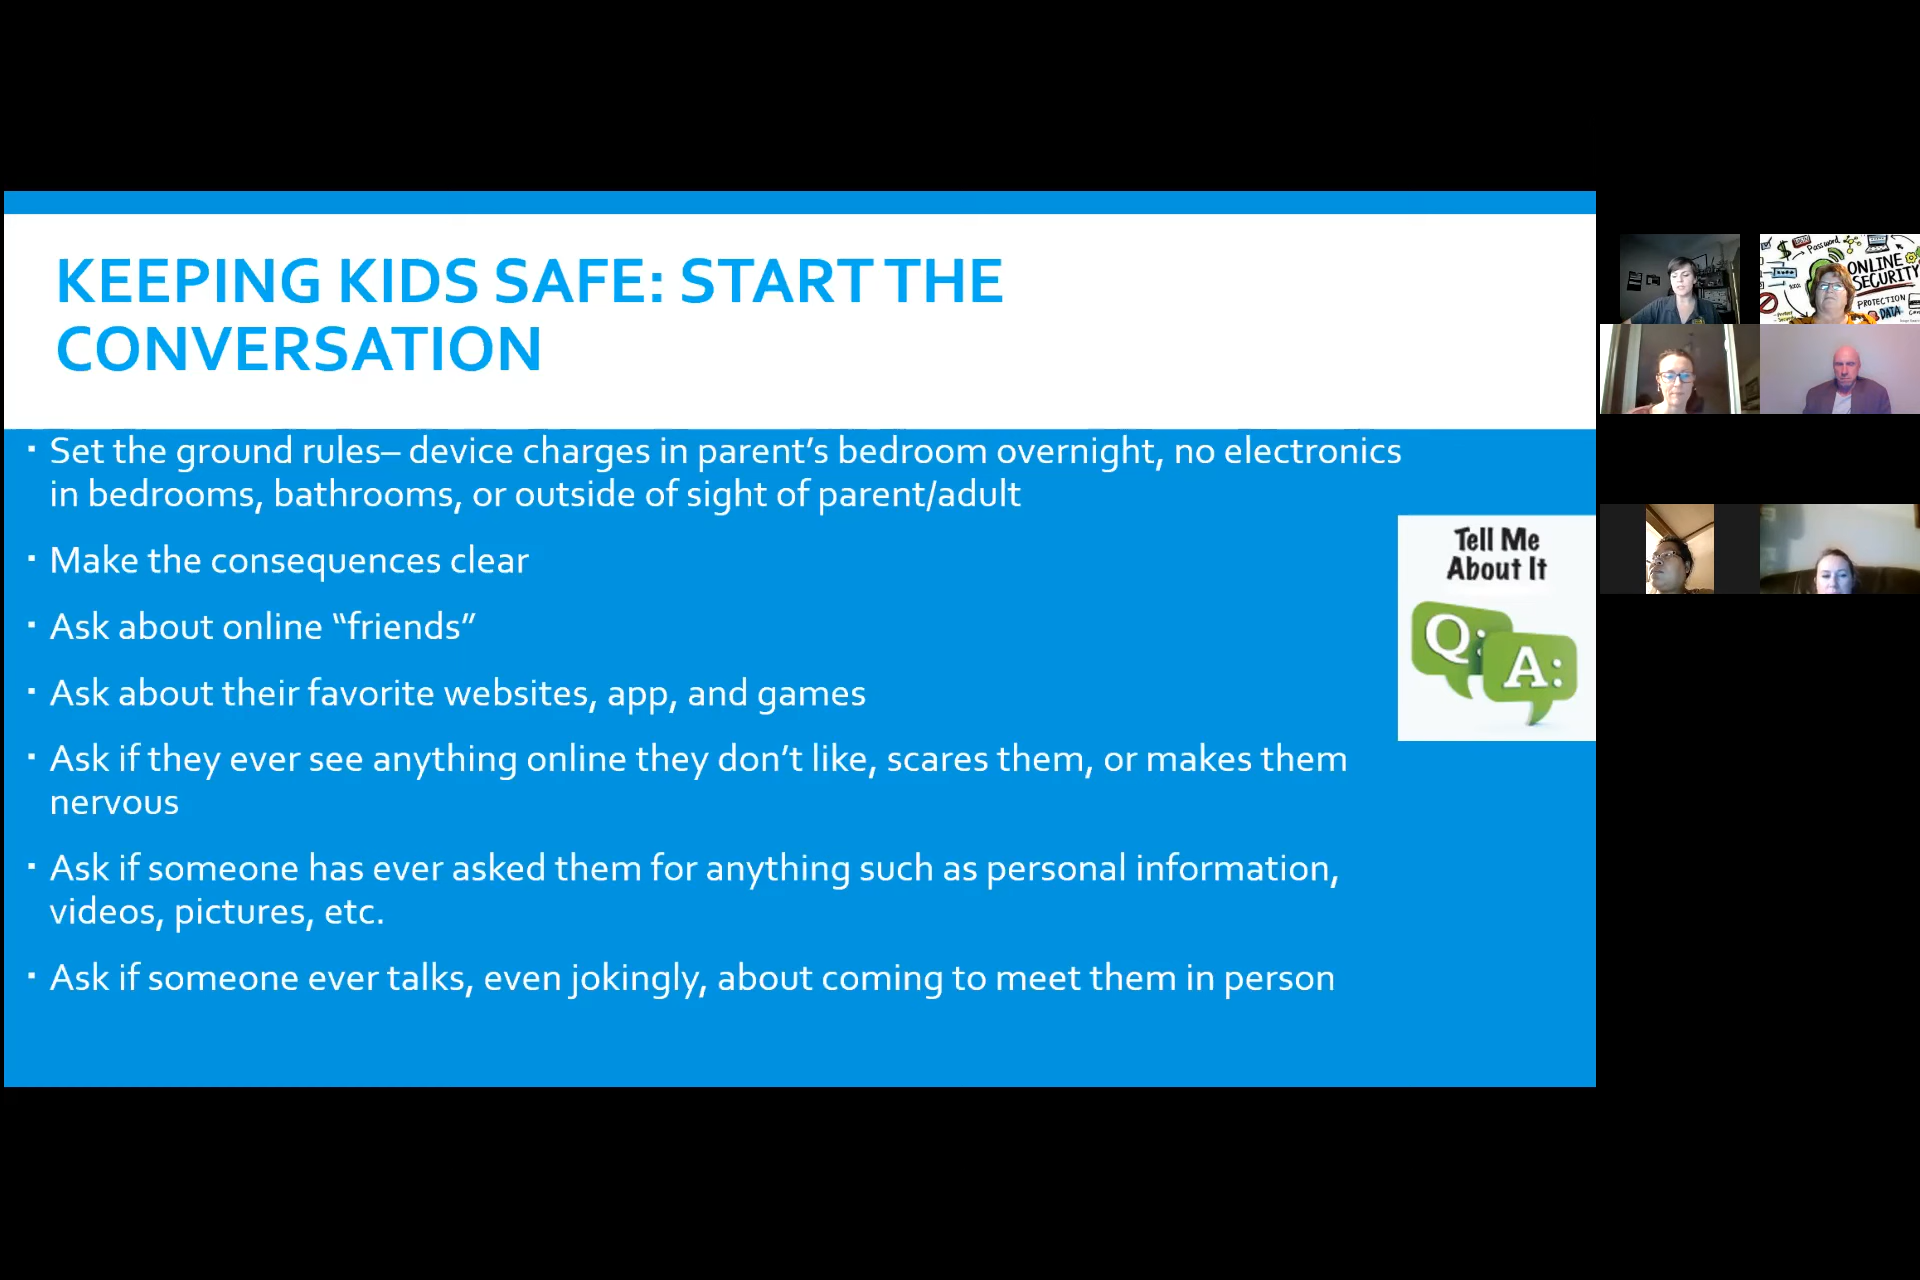 KEEPING KIDS SAFE: START THE
CONVERSATION
▪ Set the ground rules– device charges in parent’s bedroom overnight, no electronics
in bedrooms, bathrooms, or outside of sight of parent/adult
▪ Make the consequences clear
▪ Ask about online “friends”
▪ Ask about their favorite websites, app, and games
▪ Ask if they ever see anything online they don’t like, scares them, or makes them
nervous
▪ Ask if someone has ever asked them for anything such as personal information,
videos, pictures, etc.
▪ Ask if someone ever talks, even jokingly, about coming to meet them in person
Tell Me
About It
Q:
A:
Password
ONLINE
SECURITY
PROTECTION
DATA